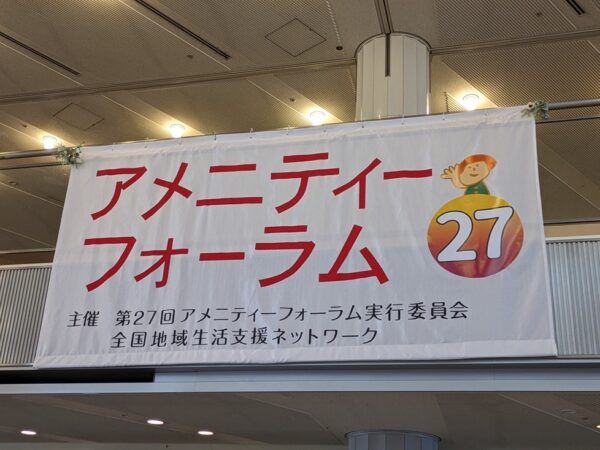 アメニティー
フォーラム
27
主催 第27回アメニティーフォーラム実行委員会
全国地域生活支援ネットワーク